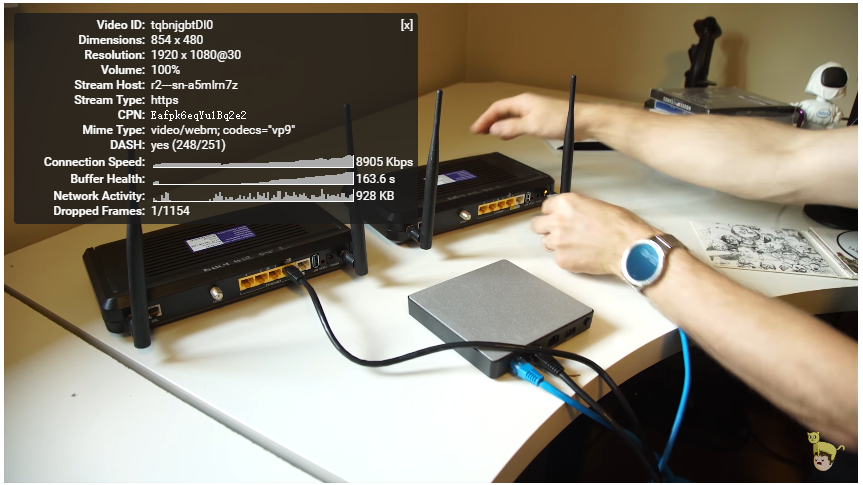 Video ID: tqbnjgbtDl0 [x]
Dimensions: 854 x 480
Resolution: 1920 x 1080@30
Volume: 100%
Stream Host: r2---sn-a5mlrn7z
Stream Type: https
CPN: Eafpk6eqYu1Bq2e2
Mime Type: video/webm; codecs="vp9"
DASH: yes (248/251)
Connection Speed: 8905 Kbps
Buffer Health: 163.6 s
Network Activity: 928 KB
Dropped Frames: 1/1154